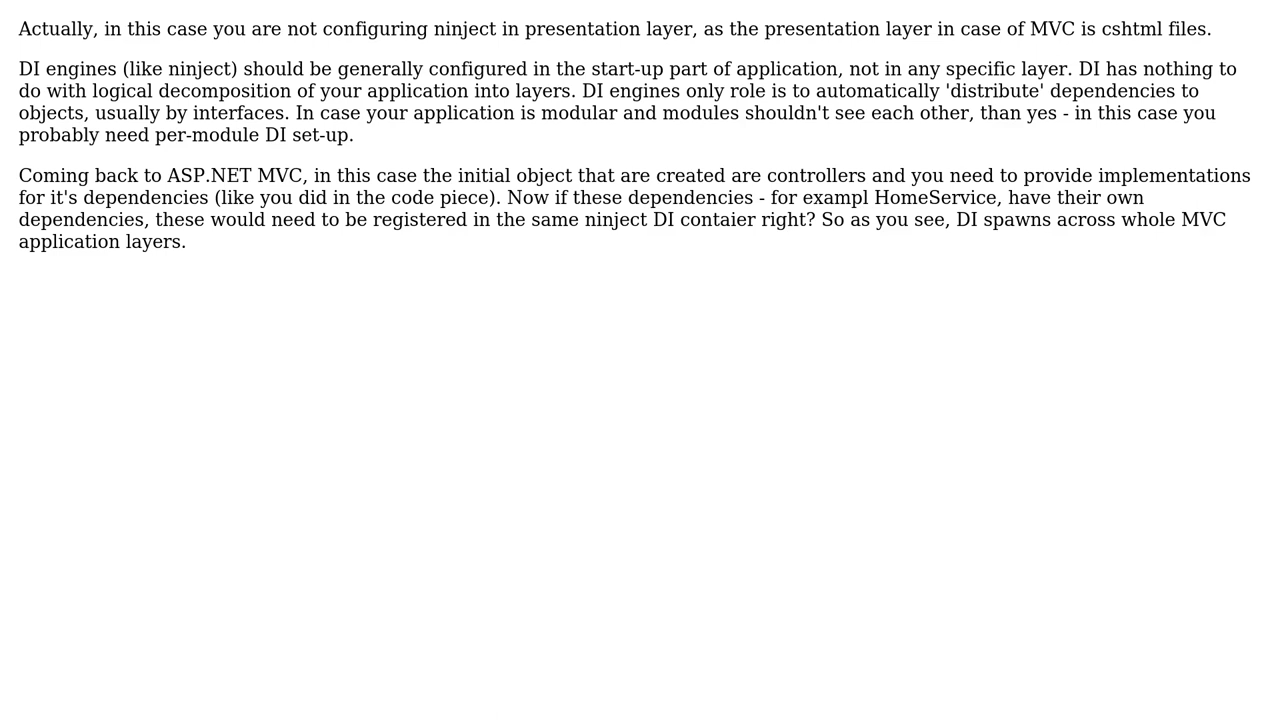 Actually, in this case you are not configuring ninject in presentation layer, as the presentation layer in case of MVC is cshtml files.
DI engines (like ninject) should be generally configured in the start-up part of application, not in any specific layer. DI has nothing to
do with logical decomposition of your application into layers. DI engines only role is to automatically 'distribute' dependencies to
objects, usually by interfaces. In case your application is modular and modules shouldn't see each other, than yes - in this case you
probably need per-module DI set-up.
Coming back to ASP.NET MVC, in this case the initial object that are created are controllers and you need to provide implementations
for it's dependencies (like you did in the code piece). Now if these dependencies - for exampl HomeService, have their own
dependencies, these would need to be registered in the same ninject DI contaier right? So as you see, DI spawns across whole MVC
application layers.